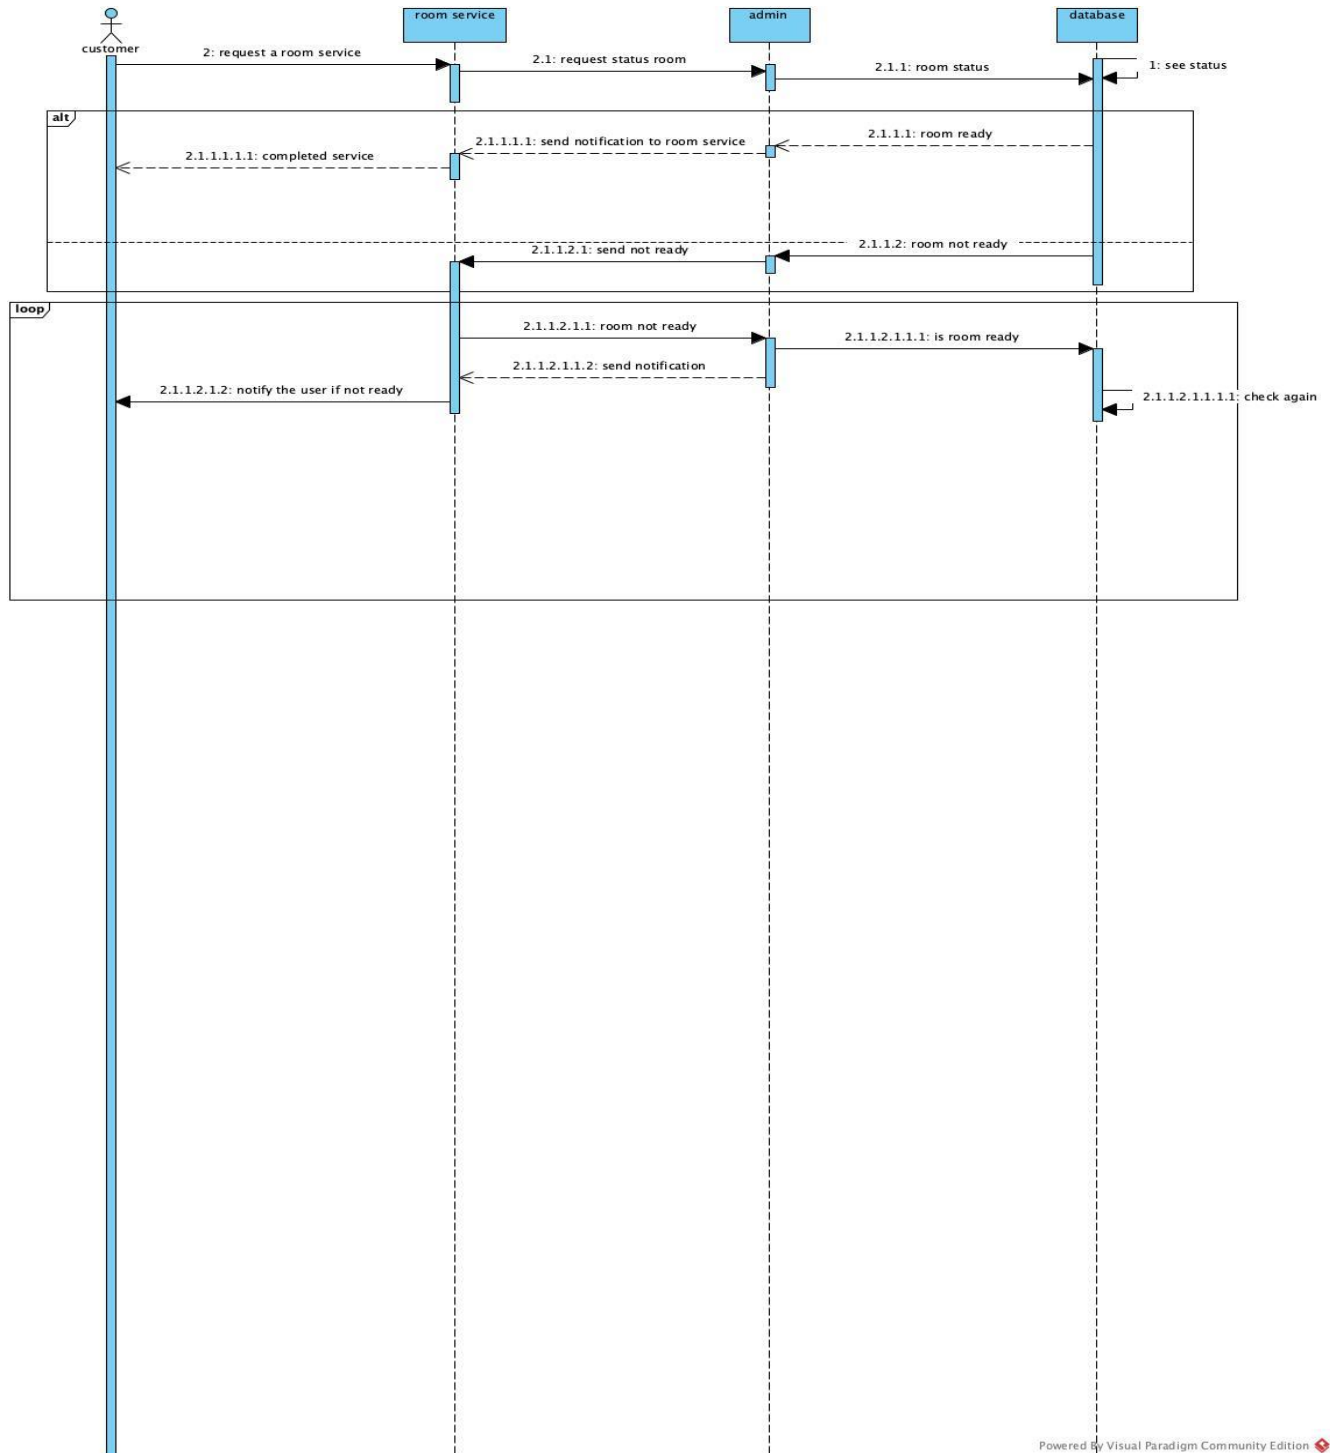 room service
admin
database
customer
2: request a room service
2.1: request status room
2.1.1: room status
1: see status
alt
2.1.1.1: room ready
2.1.1.1.1: send notification to room service
2.1.1.1.1.1: completed service
2.1.1.2: room not ready
2.1.1.2.1: send not ready
loop
2.1.1.2.1.1: room not ready
2.1.1.2.1.1.1: is room ready
2.1.1.2.1.1.2: send notification
2.1.1.2.1.2: notify the user if not ready
2.1.1.2.1.1.1.1: check again
Powered By Visual Paradigm Community Edition